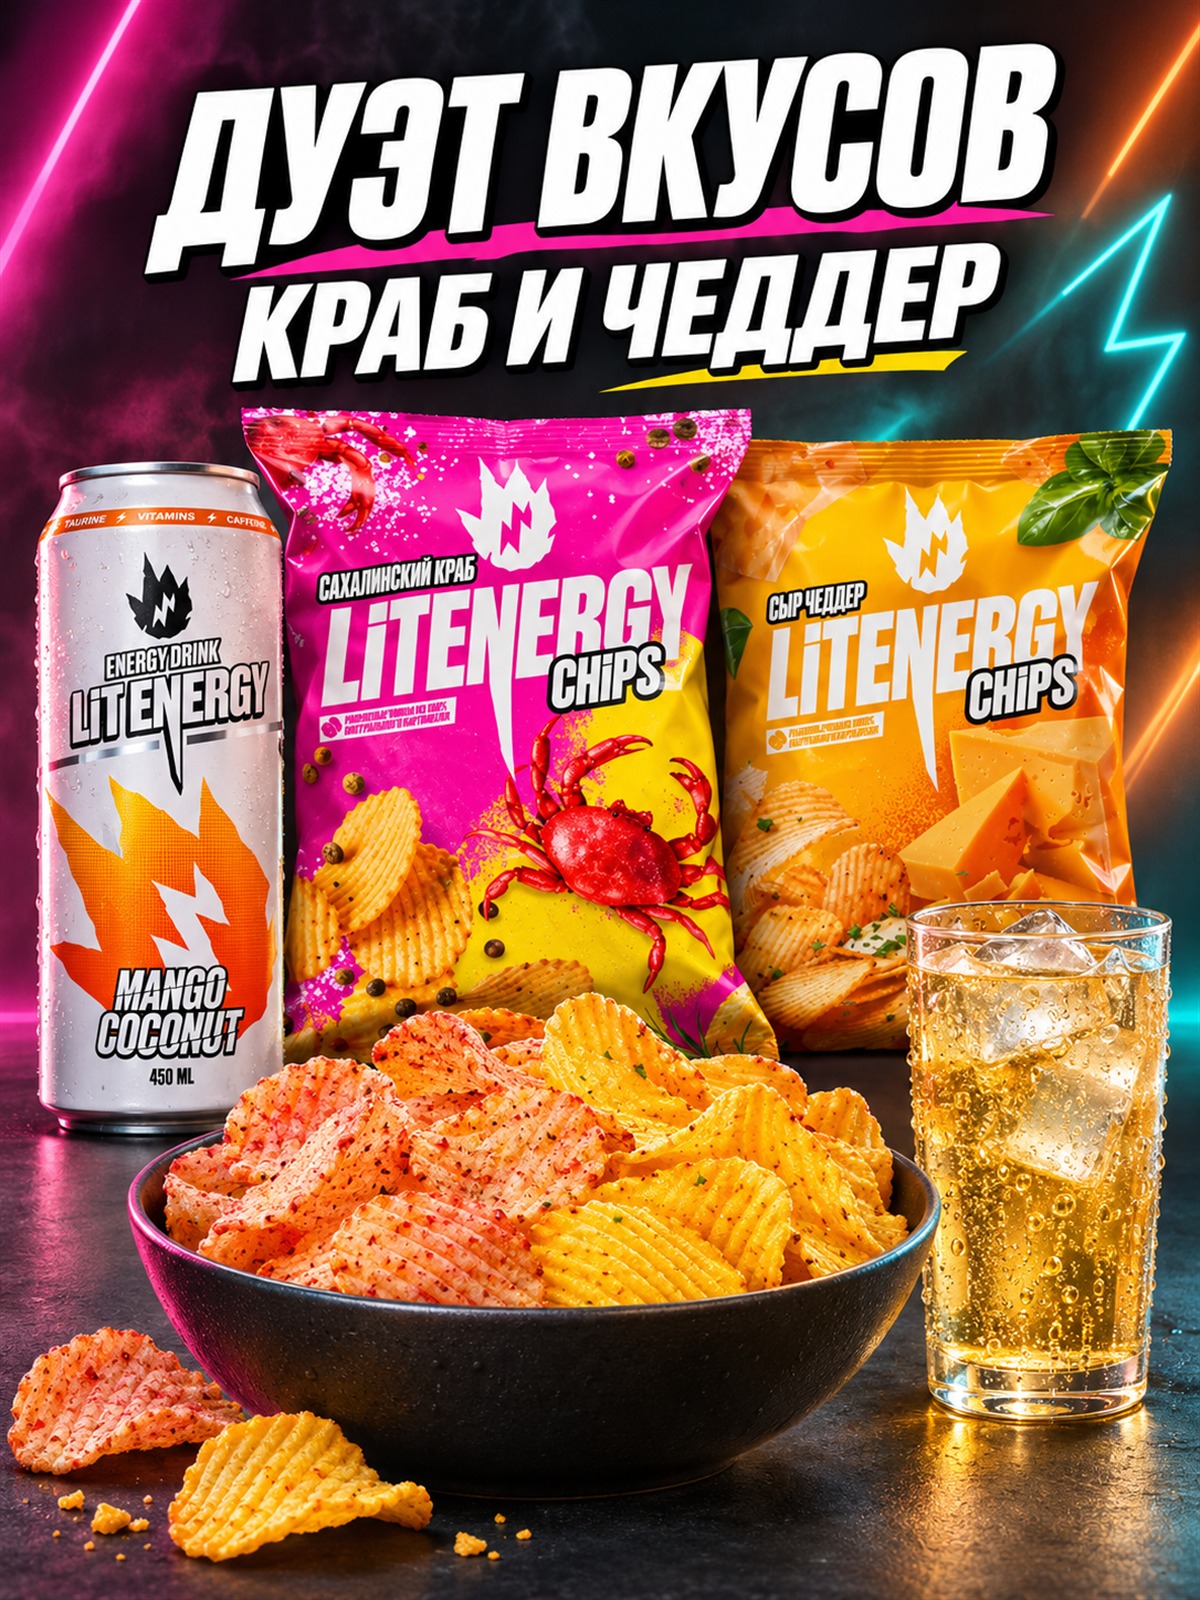 ДУЭТ ВКУСОВ
КРАБ И ЧЕДДЕР
TAURINE VITAMINS CAFFEINE
ENERGY DRINK
LiTENERGY
MANGO
COCONUT
450 ML
САХАЛИНСКИЙ КРАБ
LiTENERGY
CHiPS
СЫР ЧЕДДЕР
LiTENERGY
CHiPS